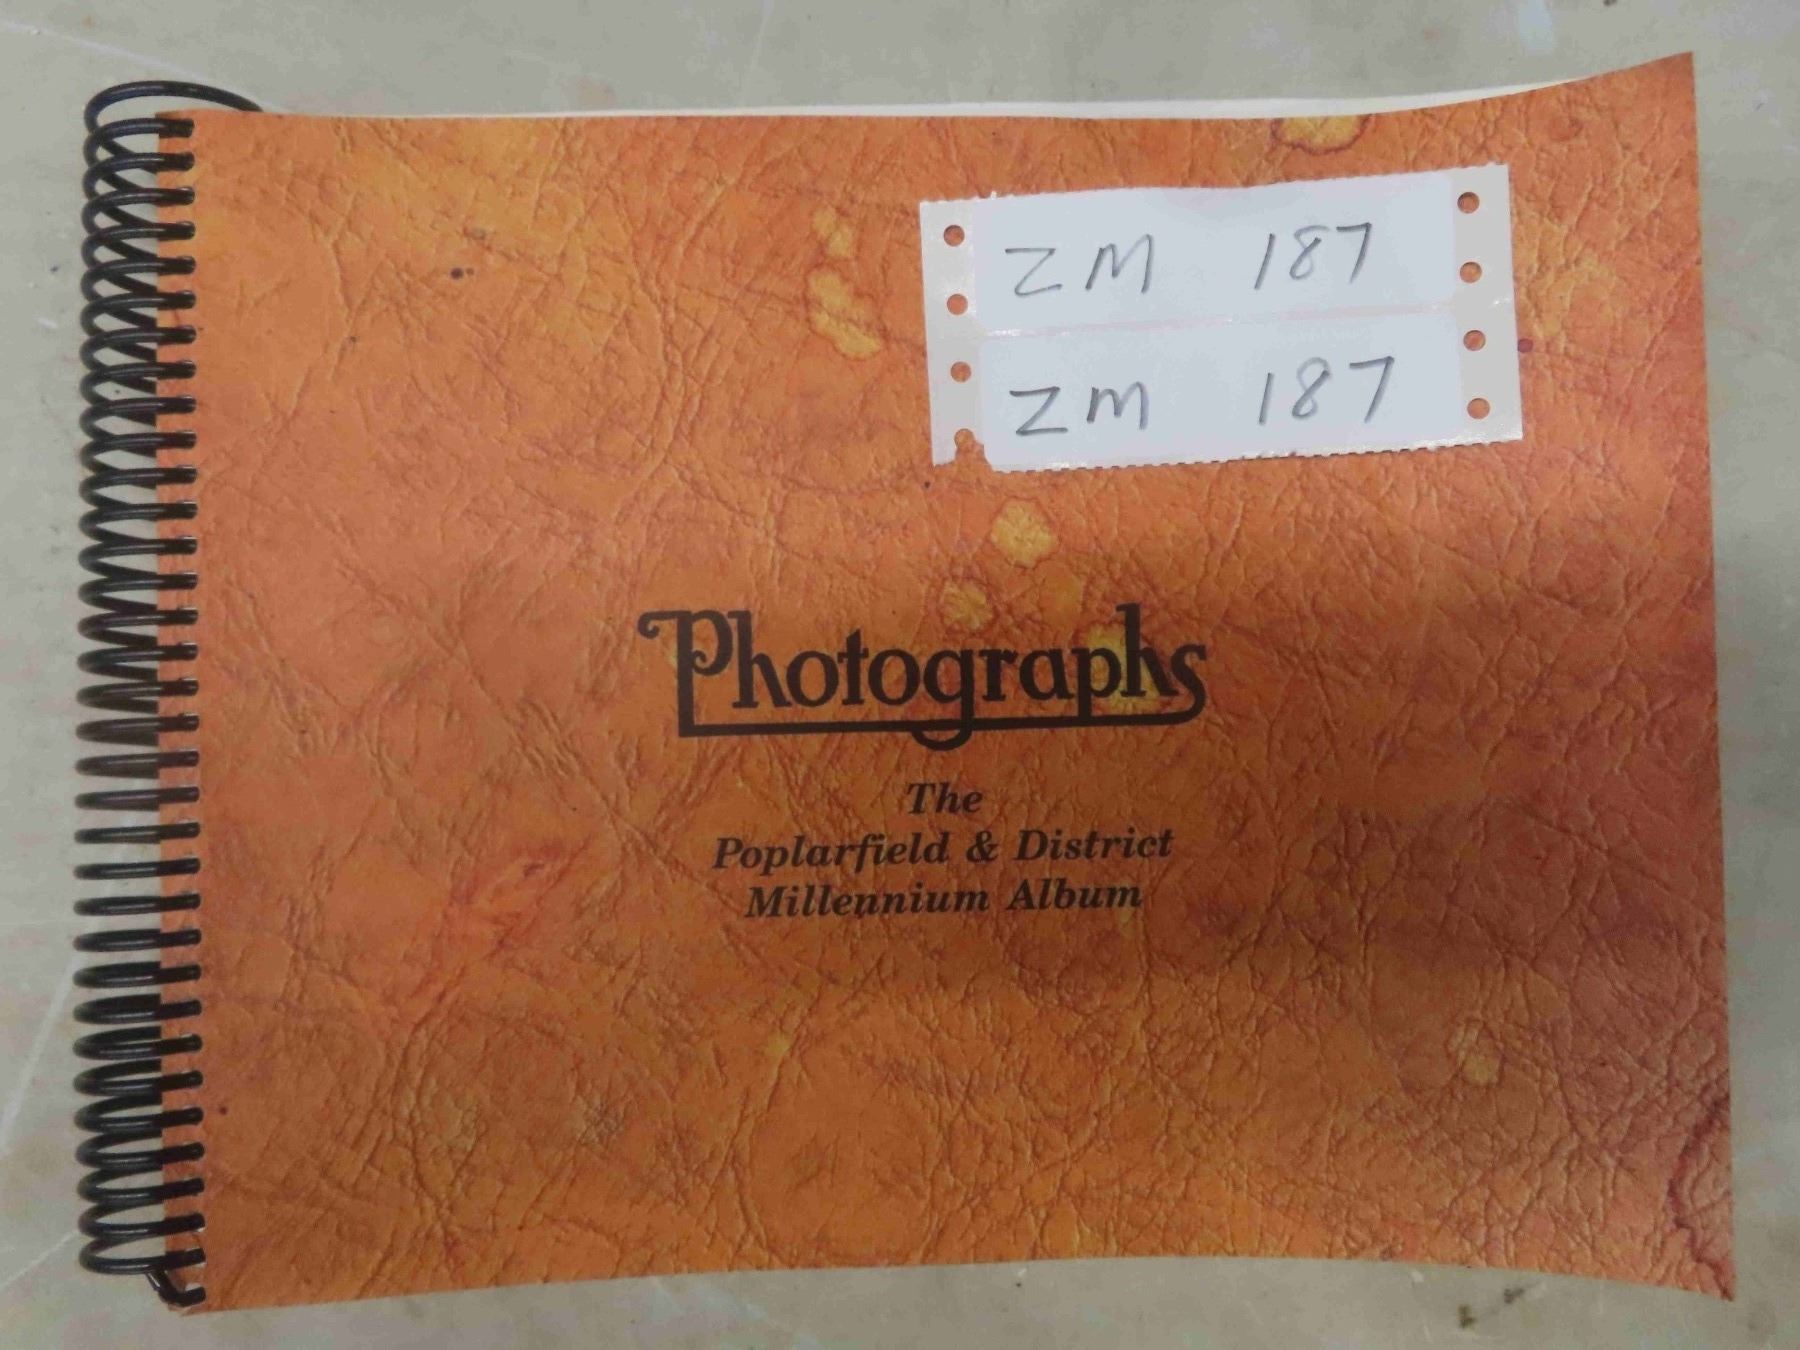 ZM 187
ZM 187
Photographs
The
Poplarfield & District
Millennium Album